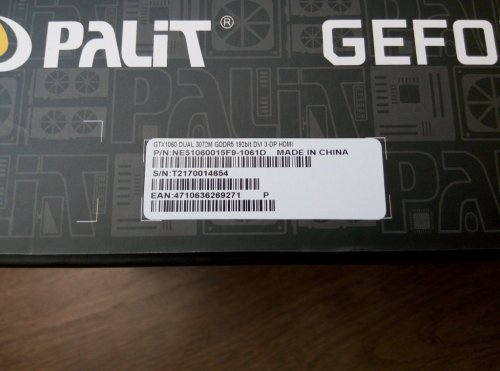 PALiT® GEFO
GTX1060 DUAL 3072M GDDR5 192bit DVI 3-DP HDMI
P/N:NE51060015F9-1061D MADE IN CHINA
S/N:T2170014654
EAN:4710636269271 P